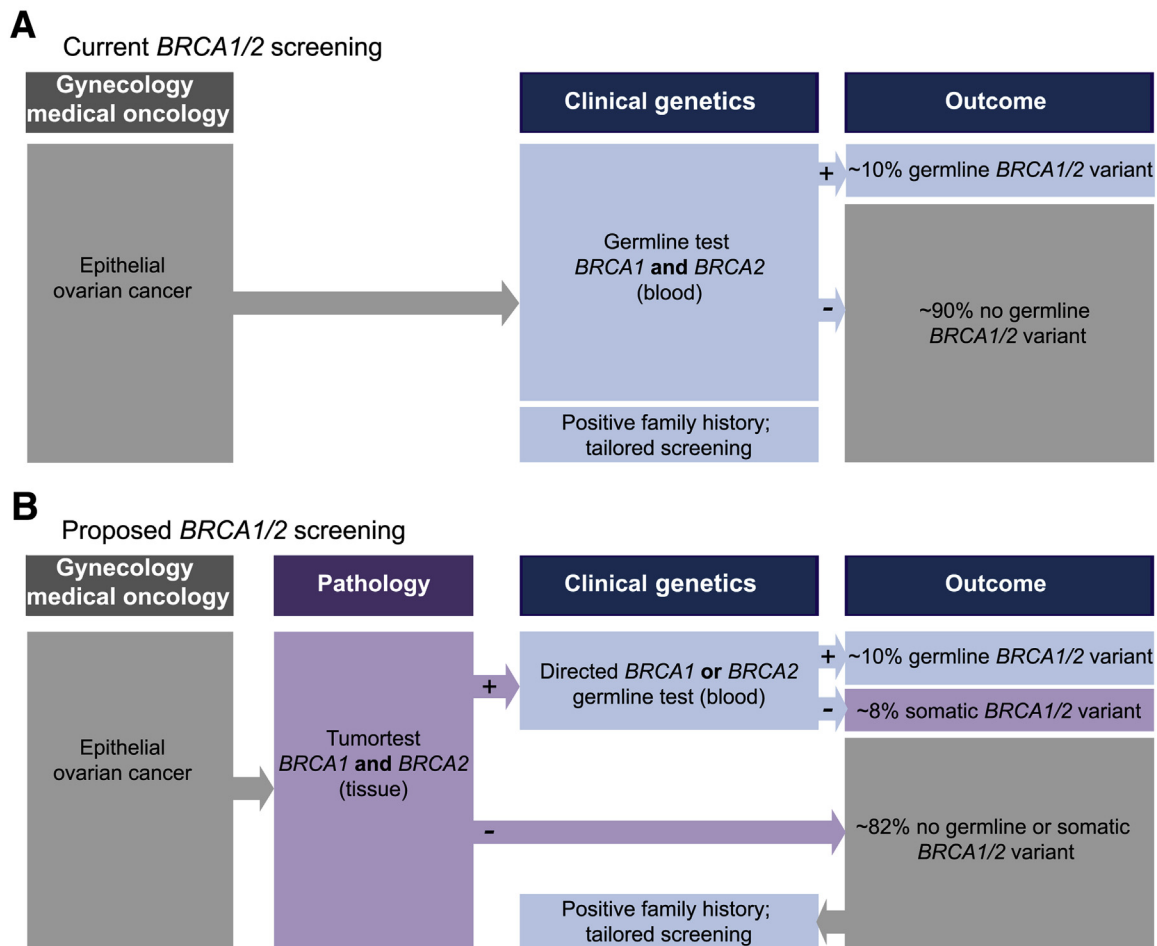 A
Current BRCA1/2 screening
Gynecology
medical oncology
Clinical genetics
Outcome
Epithelial
ovarian cancer
Germline test
BRCA1 and BRCA2
(blood)
+
-
~10% germline BRCA1/2 variant
~90% no germline
BRCA1/2 variant
Positive family history;
tailored screening
B
Proposed BRCA1/2 screening
Gynecology
medical oncology
Pathology
Clinical genetics
Outcome
Epithelial
ovarian cancer
Tumortest
BRCA1 and BRCA2
(tissue)
+
-
Directed BRCA1 or BRCA2
germline test (blood)
+
-
~10% germline BRCA1/2 variant
~8% somatic BRCA1/2 variant
~82% no germline or somatic
BRCA1/2 variant
Positive family history;
tailored screening